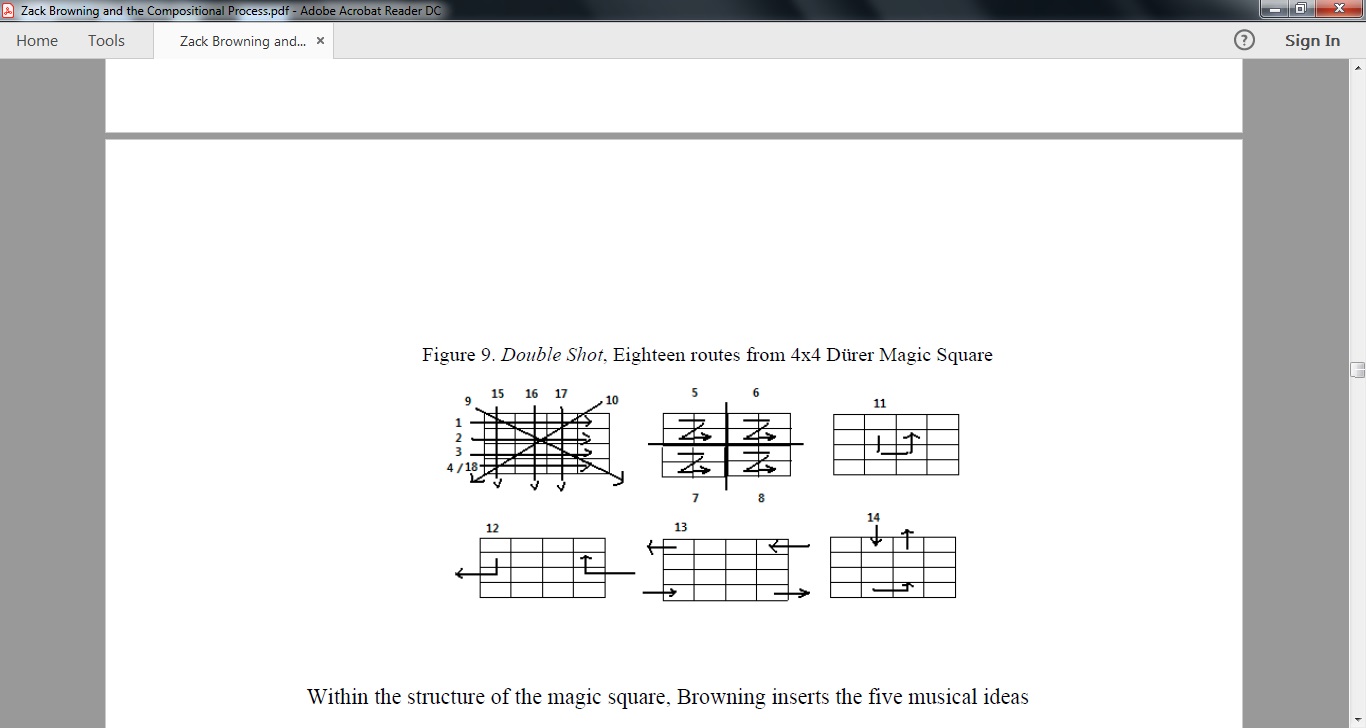 Zack Browning and the Compositional Process.pdf - Adobe Acrobat Reader DC
Home Tools Zack Browning and... × ? Sign In
Figure 9. Double Shot, Eighteen routes from 4x4 Dürer Magic Square
9 15 16 17 10
1
2
3
4 / 18
5 6
7 8
11
12
13
14
Within the structure of the magic square, Browning inserts the five musical ideas